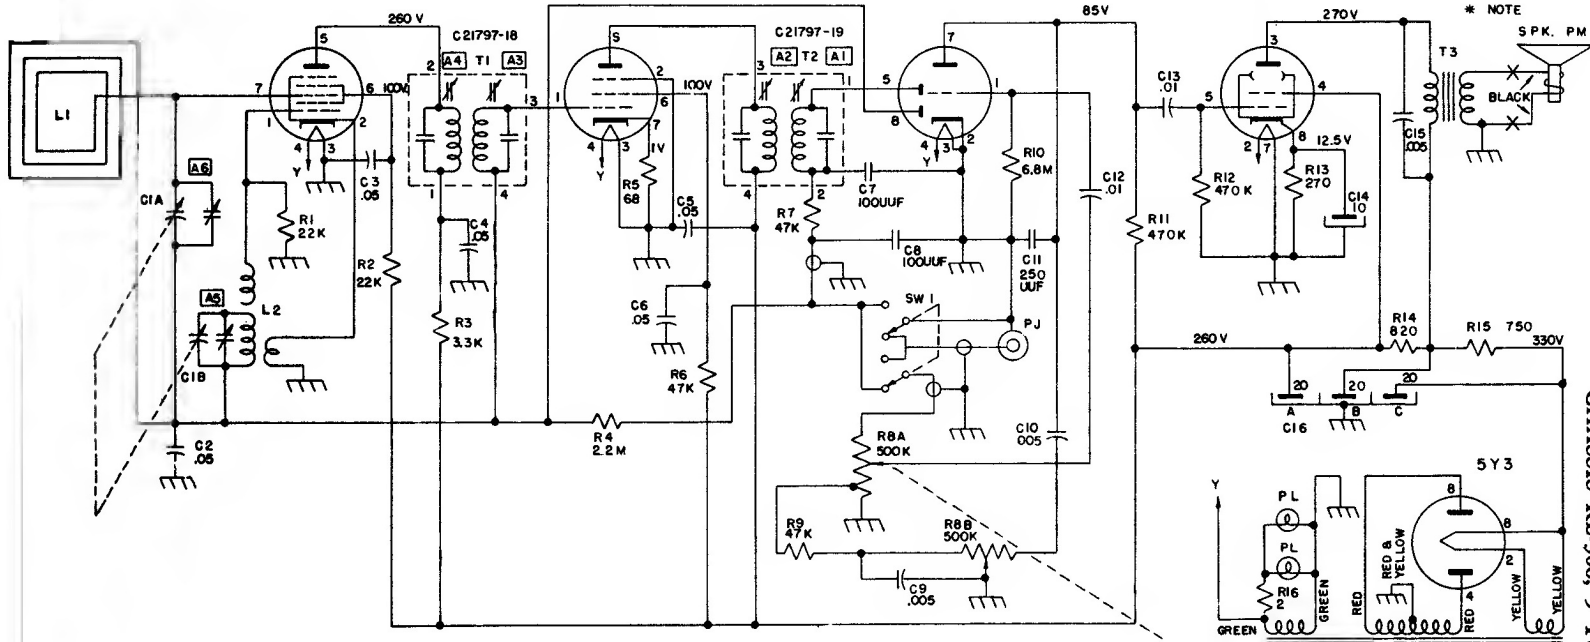 260 V
85V
270V
* NOTE
SPK. PM
C21797-18
C21797-19
5
A4 T1 A3
S
A2 T2 A1
7
3
T3
2
3
L1
7
6
100V
2
6
100V
1
5
1
C13
.01
4
BLACK
1
2
3
1
8
5
C15
.005
4
3
Y
4
3
7
1V
4
3
2
Y
2
7
8
12.5V
A6
C3
.05
1
4
R5
68
C5
.05
4
2
C7
100UUF
R10
6.8M
C12
.01
R12
470K
R13
270
C14
10
C1A
R1
22K
C4
.05
R7
47K
R11
470K
R2
22K
C8
100UUF
C11
250
UUF
A5
L2
C6
.05
SW 1
PJ
R3
3.3K
260V
R14
820
R15 750
330V
C1B
R6
47K
20
20
20
A
B
C
C16
C2
.05
R4
2.2M
R8A
500K
C10
.005
5Y3
R9
47K
R8B
500K
Y
PL
8
8
PL
RED &
YELLOW
2
C9
.005
R16
2
4
GREEN
GREEN
RED
RED
YELLOW
YELLOW